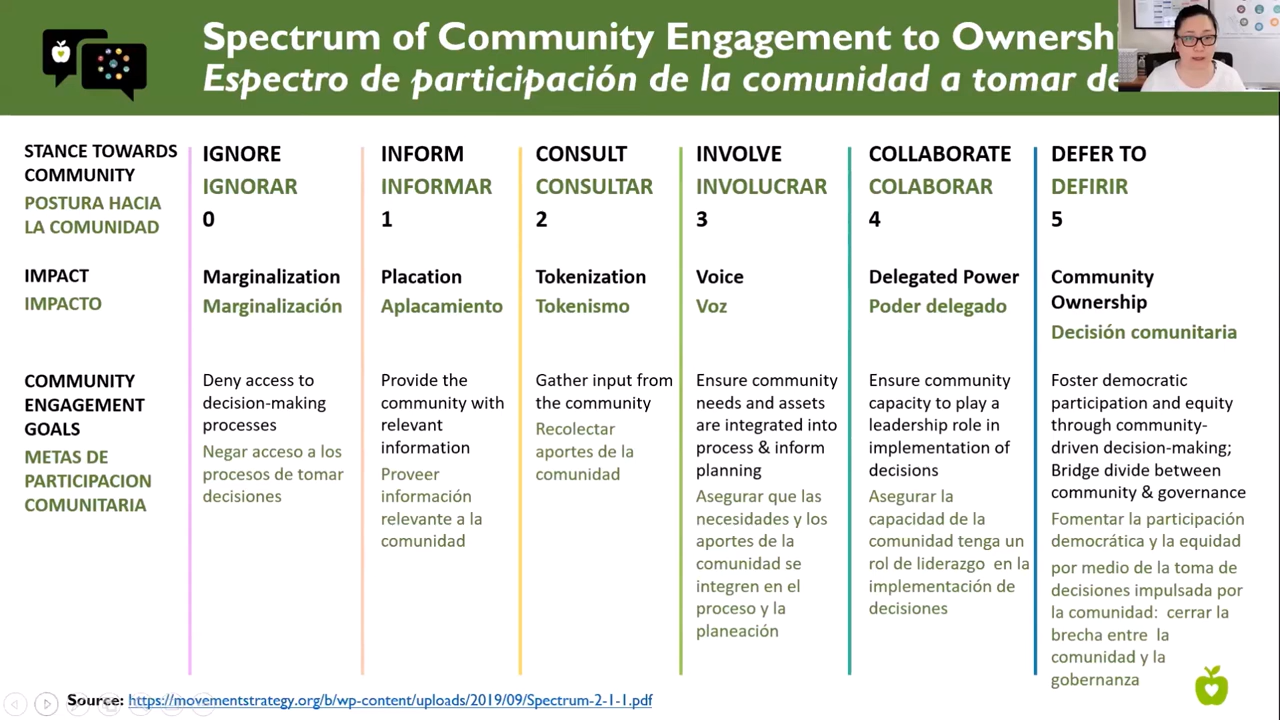 Spectrum of Community Engagement to Ownershi
Espectro de participación de la comunidad a tomar de
STANCE TOWARDS
COMMUNITY
POSTURA HACIA
LA COMUNIDAD
IGNORE
IGNORAR
0
INFORM
INFORMAR
1
CONSULT
CONSULTAR
2
INVOLVE
INVOLUCRAR
3
COLLABORATE
COLABORAR
4
DEFER TO
DEFIRIR
5
IMPACT
IMPACTO
Marginalization
Marginalización
Placation
Aplacamiento
Tokenization
Tokenismo
Voice
Voz
Delegated Power
Poder delegado
Community
Ownership
Decisión comunitaria
COMMUNITY
ENGAGEMENT
GOALS
METAS DE
PARTICIPACION
COMUNITARIA
Deny access to
decision-making
processes
Negar acceso a los
procesos de tomar
decisiones
Provide the
community with
relevant
information
Proveer
información
relevante a la
comunidad
Gather input from
the community
Recolectar
aportes de la
comunidad
Ensure community
needs and assets
are integrated into
process & inform
planning
Asegurar que las
necesidades y los
aportes de la
comunidad se
integren en el
proceso y la
planeación
Ensure community
capacity to play a
leadership role in
implementation of
decisions
Asegurar la
capacidad de la
comunidad tenga un
rol de liderazgo en la
implementación de
decisiones
Foster democratic
participation and equity
through community-
driven decision-making;
Bridge divide between
community & governance
Fomentar la participación
democrática y la equidad
por medio de la toma de
decisiones impulsada por
la comunidad: cerrar la
brecha entre la
comunidad y la
gobernanza
Source: https://movementstrategy.org/b/wp-content/uploads/2019/09/Spectrum-2-1-1.pdf